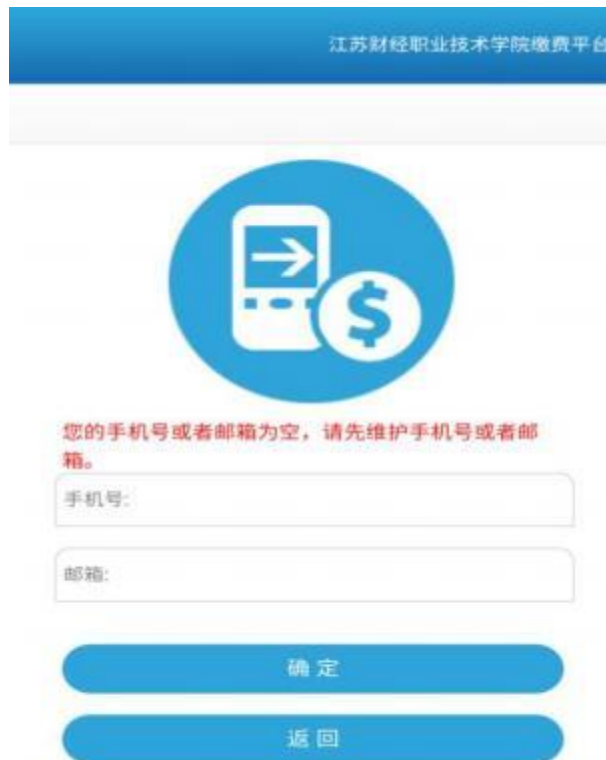 江苏财经职业技术学院缴费平台
$
您的手机号或者邮箱为空，请先维护手机号或者邮
箱。
手机号:
邮箱:
确 定
返 回